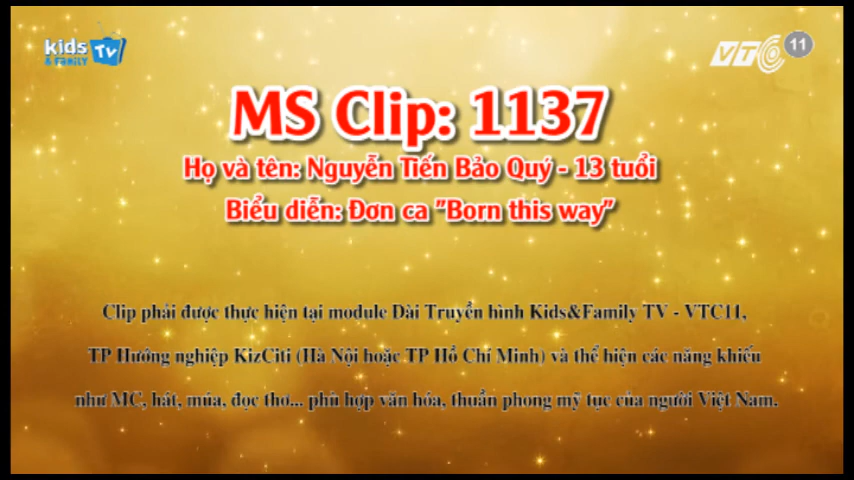 kids TV
& FAMILY
VTC 11
MS Clip: 1137
Họ và tên: Nguyễn Tiến Bảo Quý - 13 tuổi
Biểu diễn: Đơn ca "Born this way"
Clip phải được thực hiện tại module Đài Truyền hình Kids&Family TV - VTC11,
TP Hướng nghiệp KizCiti (Hà Nội hoặc TP Hồ Chí Minh) và thể hiện các năng khiếu
như MC, hát, múa, đọc thơ... phù hợp văn hóa, thuần phong mỹ tục của người Việt Nam.